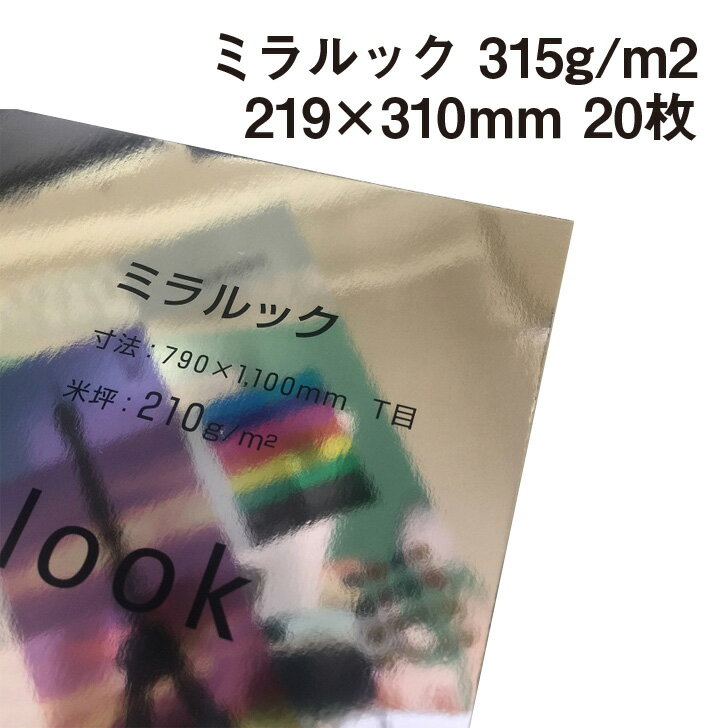 ミラルック 315g/m2
219×310mm 20枚
ミラルック
寸法：790×1,100mm T目
米坪：210g/m²
look